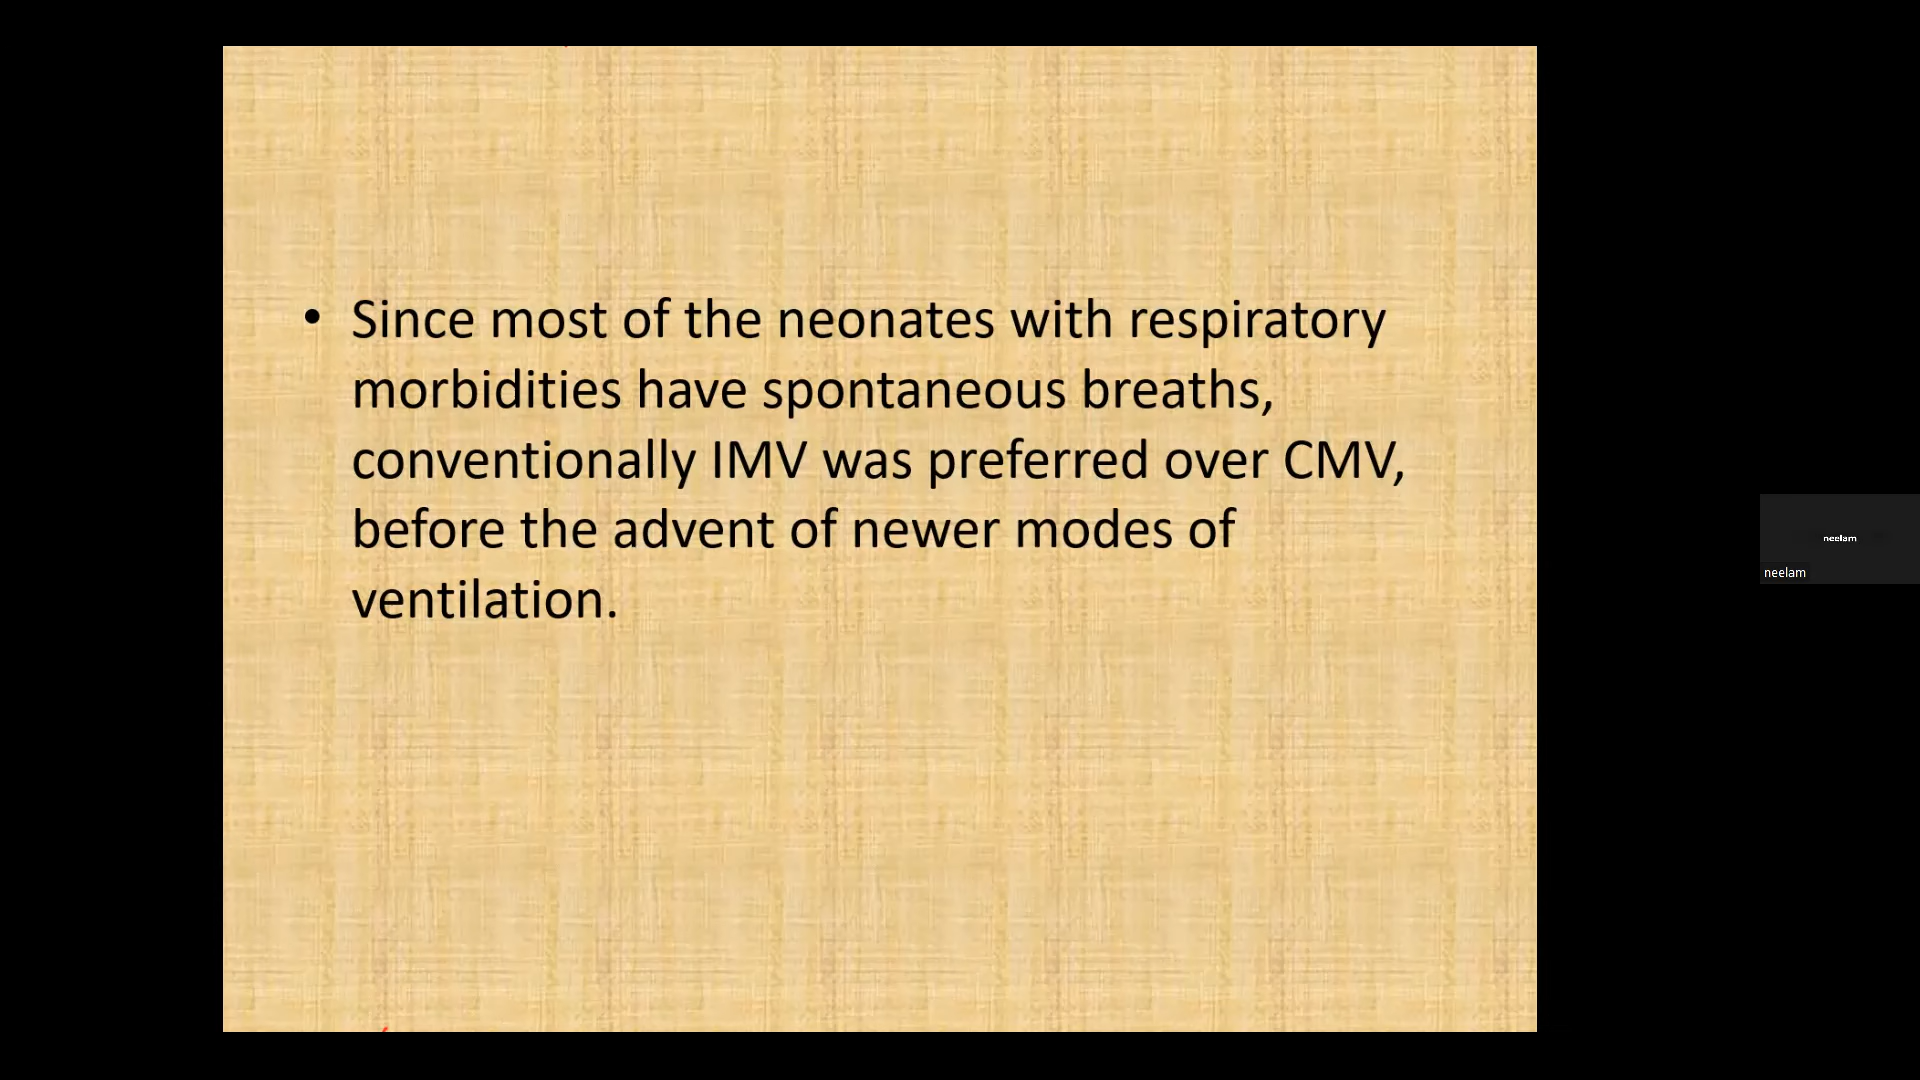 • Since most of the neonates with respiratory
morbidities have spontaneous breaths,
conventionally IMV was preferred over CMV,
before the advent of newer modes of
ventilation.
neelam
neelam